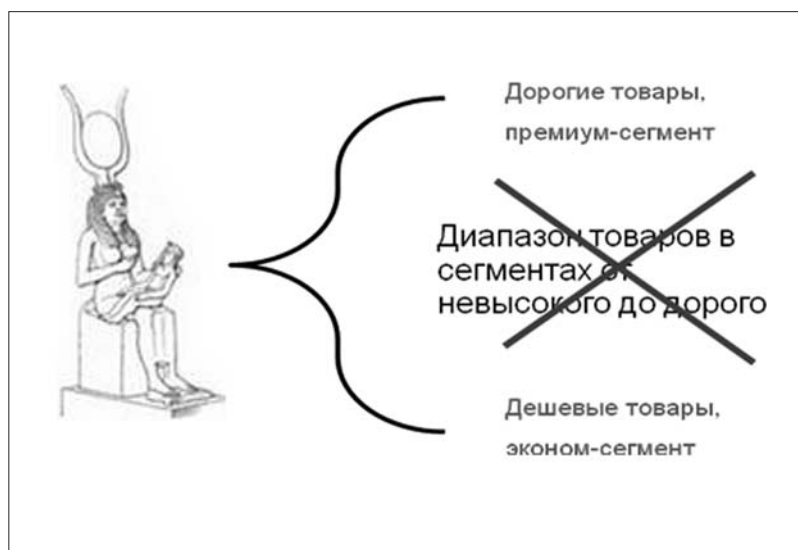 Дорогие товары,
премиум-сегмент
Диапазон товаров в
сегментах от
невысокого до дорого
Дешевые товары,
эконом-сегмент